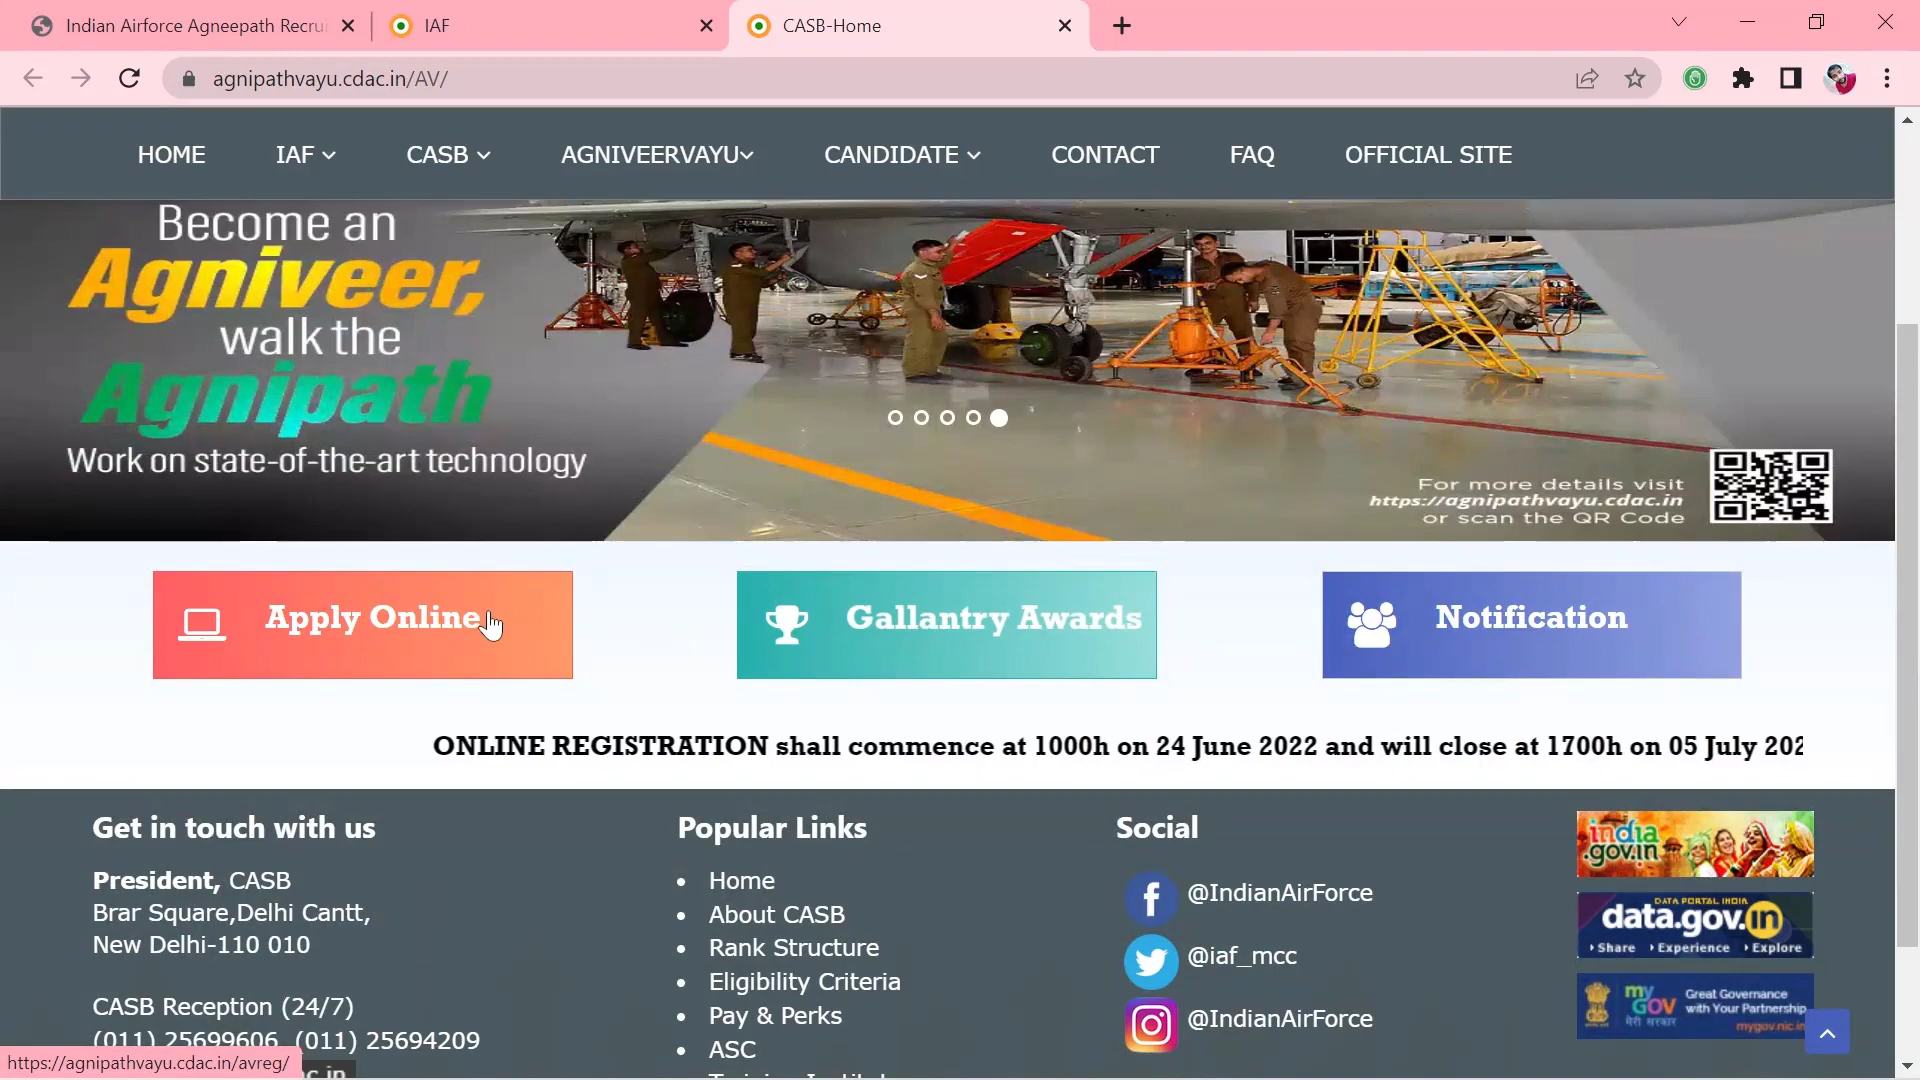 Indian Airforce Agneepath Recru
IAF
CASB-Home
agnipathvayu.cdac.in/AV/
HOME
IAF
CASB
AGNIVEERVAYU
CANDIDATE
CONTACT
FAQ
OFFICIAL SITE
Become an
Agniveer,
walk the
Agnipath
Work on state-of-the-art technology
For more details visit
https://agnipathvayu.cdac.in
or scan the QR Code
Apply Online
Gallantry Awards
Notification
ONLINE REGISTRATION shall commence at 1000h on 24 June 2022 and will close at 1700h on 05 July 202
Get in touch with us
President, CASB
Brar Square,Delhi Cantt,
New Delhi-110 010
CASB Reception (24/7)
(011) 25699606, (011) 25694209
Popular Links
Home
About CASB
Rank Structure
Eligibility Criteria
Pay & Perks
ASC
Social
@IndianAirForce
@iaf_mcc
@IndianAirForce
india
.gov.in
DATA PORTAL INDIA
data.gov.in
Share Experience Explore
my
GOV
मेरी सरकार
Great Governance
with Your Partnership
mygov.nic.in
https://agnipathvayu.cdac.in/avreg/